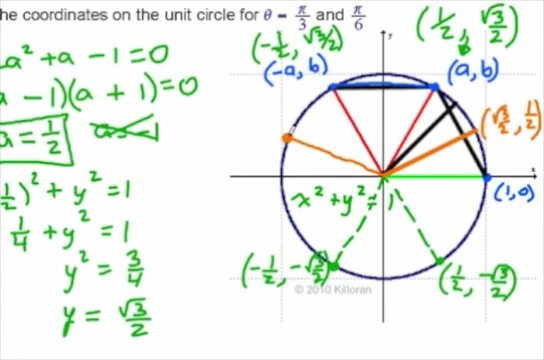 he coordinates on the unit circle for θ = π/3 and π/6
a² + a - 1 = 0
- 1)(a + 1) = 0
a = 1/2
1/2)² + y² = 1
1/4 + y² = 1
y² = 3/4
y = √3/2
(-1/2, √3/2)
(-a, b)
(1/2, √3/2)
(a, b)
(√3/2, 1/2)
y
x
(1,0)
x² + y² = 1
(-1/2, -√3/2)
(1/2, -√3/2)
© 2010 Killoran